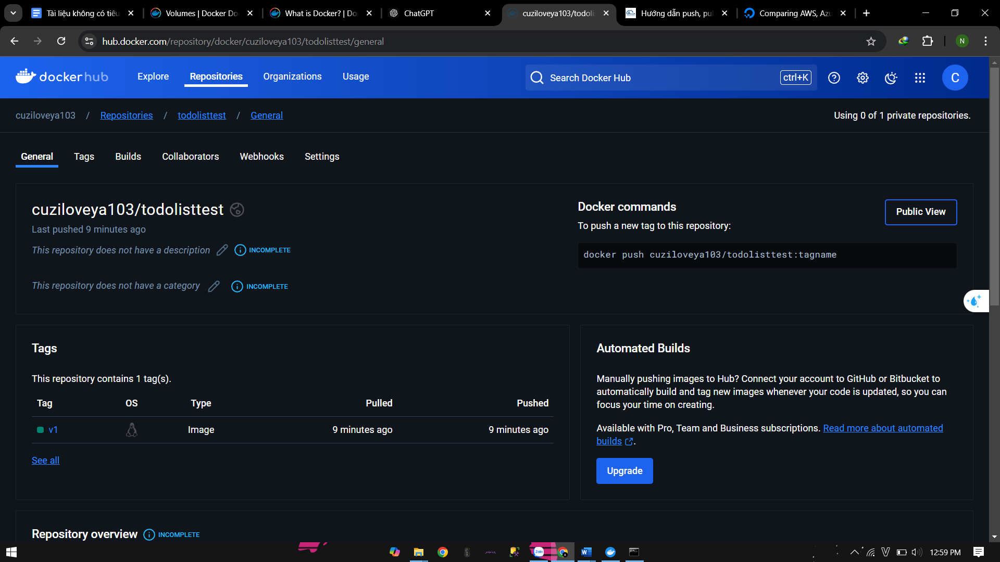 Tài liệu không có tiêu
Volumes | Docker Do
What is Docker? | Do
ChatGPT
cuziloveya103/todoli
Hướng dẫn push, pu
Comparing AWS, Azu
hub.docker.com/repository/docker/cuziloveya103/todolisttest/general
N
dockerhub
Explore
Repositories
Organizations
Usage
Search Docker Hub
ctrl+K
C
cuziloveya103 / Repositories / todolisttest / General
Using 0 of 1 private repositories.
General
Tags
Builds
Collaborators
Webhooks
Settings
cuziloveya103/todolisttest
Last pushed 9 minutes ago
This repository does not have a description
INCOMPLETE
This repository does not have a category
INCOMPLETE
Docker commands
Public View
To push a new tag to this repository:
docker push cuziloveya103/todolisttest:tagname
Tags
This repository contains 1 tag(s).
Tag OS Type Pulled Pushed
v1 Image 9 minutes ago 9 minutes ago
See all
Automated Builds
Manually pushing images to Hub? Connect your account to GitHub or Bitbucket to
automatically build and tag new images whenever your code is updated, so you can
focus your time on creating.
Available with Pro, Team and Business subscriptions. Read more about automated
builds .
Upgrade
Repository overview
INCOMPLETE
Zalo
V
12:59 PM